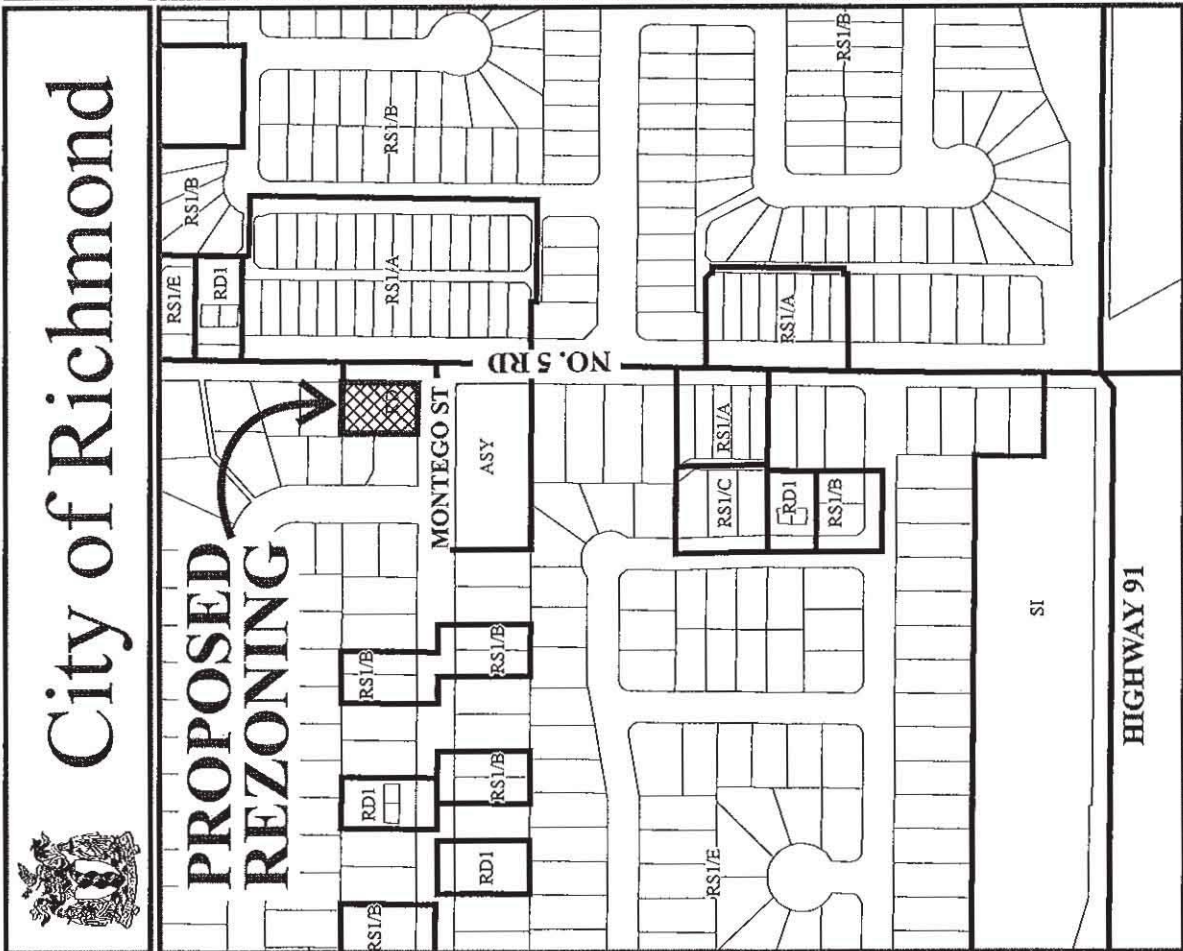 City of Richmond
PROPOSED
REZONING
RS1/B
RS1/B
RS1/B
RS1/E
RD1
RS1/A
NO. 5 RD
MONTEGO ST
ASY
RS1/A
RS1/A
RS1/C
RD1
RS1/B
RS1/B
RS1/B
RD1
RS1/B
RD1
RS1/B
RS1/E
SI
HIGHWAY 91